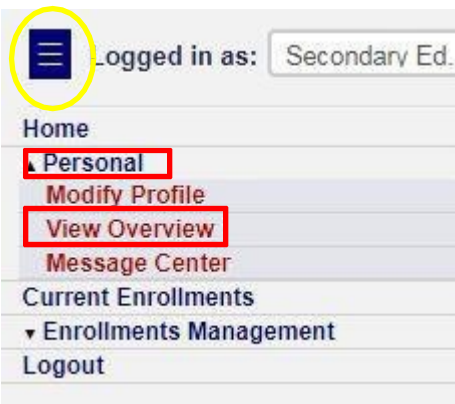 Logged in as: Secondary Ed.
Home
▴ Personal
Modify Profile
View Overview
Message Center
Current Enrollments
▾ Enrollments Management
Logout